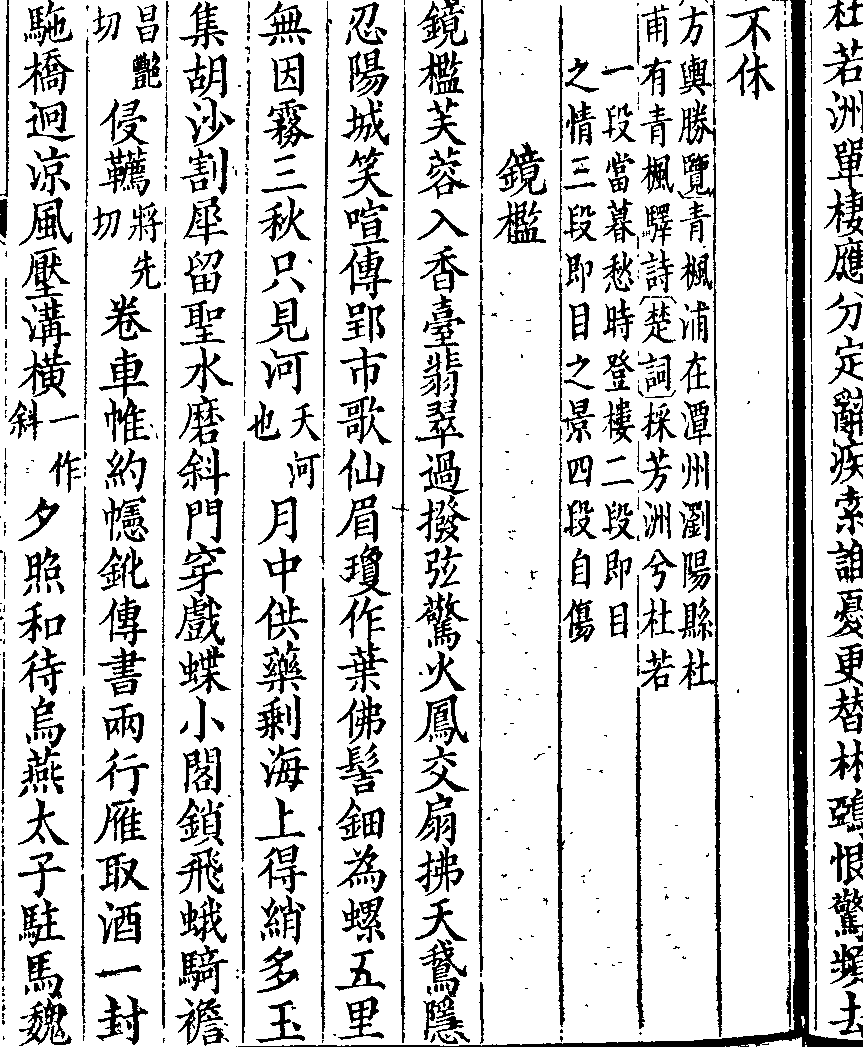 杜若洲單棲應分定辭疾索誰憂更替林鵶恨驚頻去
不休
方輿勝覽青楓浦在潭州瀏陽縣杜
甫有青楓驛詩楚詞採芳洲兮杜若
一段當暮愁時登樓二段即目
之情三段即目之景四段自傷
鏡檻
鏡檻芙蓉入香臺翡翠過撥弦驚火鳳交扇拂天鵞隱
忍陽城笑喧傳郢市歌仙眉瓊作葉佛髻鈿為螺五里
無因霧三秋只見河天河也月中供藥剩海上得綃多玉
集胡沙割犀留聖水磨斜門穿戲蝶小閣鎖飛蛾騎襜
昌艷切侵韉將先切卷車帷約幰鈋傳書兩行雁取酒一封
駞橋迥涼風壓溝橫一作斜夕照和待烏燕太子駐馬魏